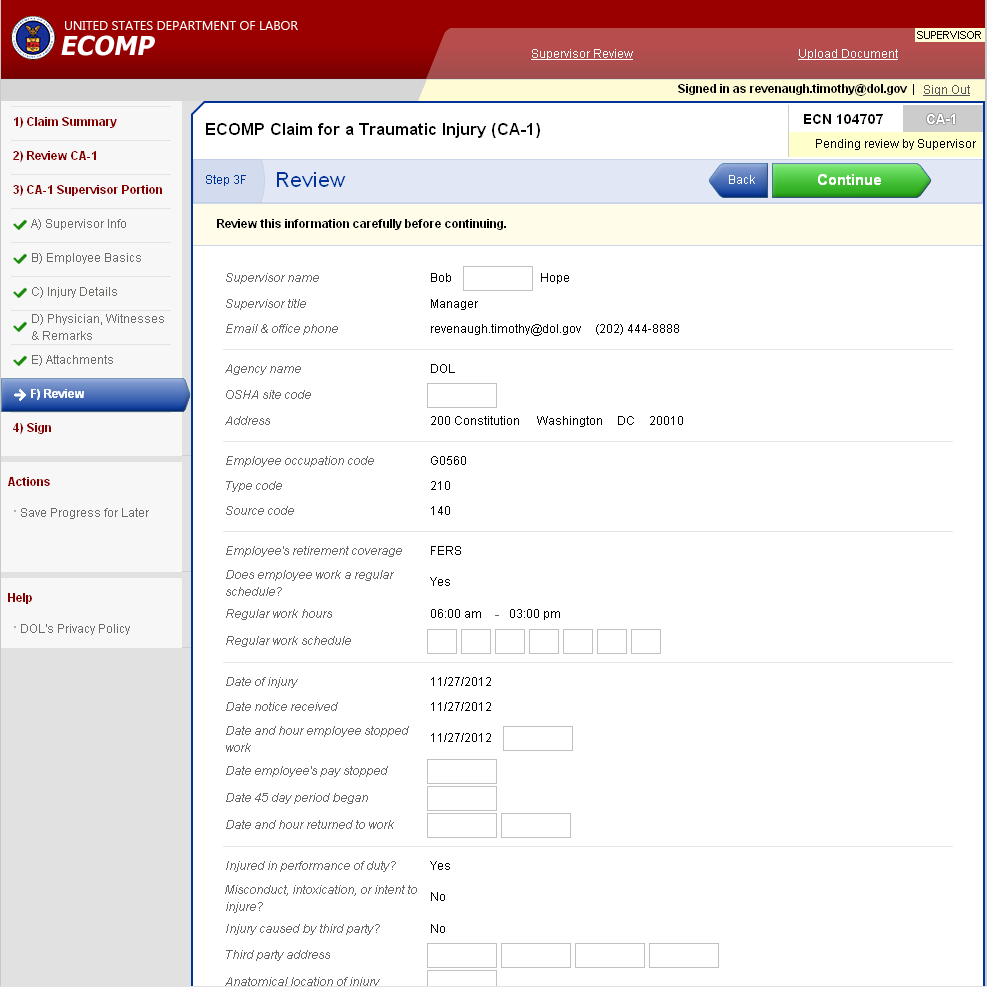 UNITED STATES DEPARTMENT OF LABOR
ECOMP
SUPERVISOR
Supervisor Review
Upload Document
Signed in as revenaugh.timothy@dol.gov | Sign Out
1) Claim Summary
2) Review CA-1
3) CA-1 Supervisor Portion
A) Supervisor Info
B) Employee Basics
C) Injury Details
D) Physician, Witnesses
& Remarks
E) Attachments
F) Review
4) Sign
Actions
Save Progress for Later
Help
DOL's Privacy Policy
ECOMP Claim for a Traumatic Injury (CA-1)
ECN 104707 CA-1
Pending review by Supervisor
Step 3F Review Back Continue
Review this information carefully before continuing.
Supervisor name Bob Hope
Supervisor title Manager
Email & office phone revenaugh.timothy@dol.gov (202) 444-8888
Agency name DOL
OSHA site code
Address 200 Constitution Washington DC 20010
Employee occupation code G0560
Type code 210
Source code 140
Employee's retirement coverage FERS
Does employee work a regular
schedule? Yes
Regular work hours 06:00 am - 03:00 pm
Regular work schedule
Date of injury 11/27/2012
Date notice received 11/27/2012
Date and hour employee stopped
work 11/27/2012
Date employee's pay stopped
Date 45 day period began
Date and hour returned to work
Injured in performance of duty? Yes
Misconduct, intoxication, or intent to
injure? No
Injury caused by third party? No
Third party address
Anatomical location of injury